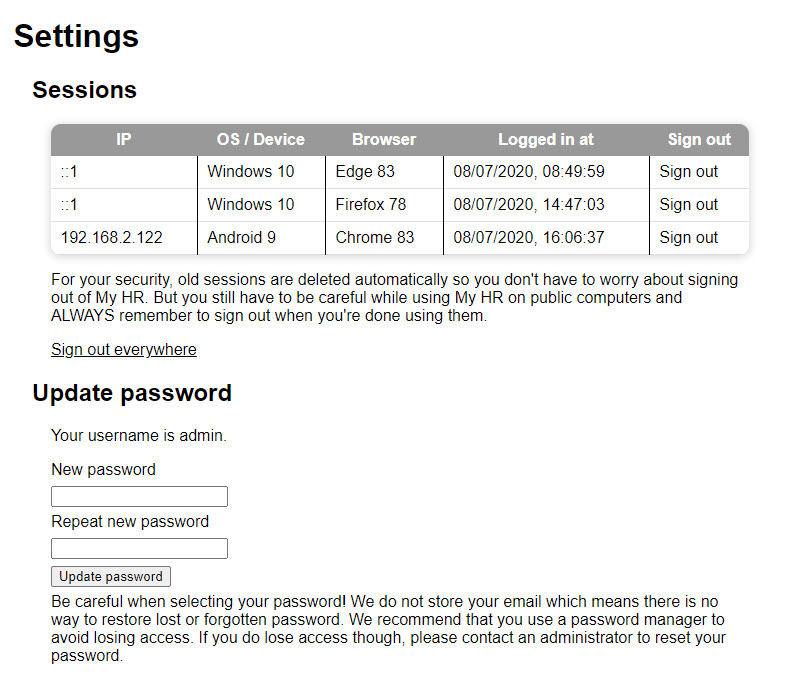 Settings
Sessions
IP OS / Device Browser Logged in at Sign out
::1 Windows 10 Edge 83 08/07/2020, 08:49:59 Sign out
::1 Windows 10 Firefox 78 08/07/2020, 14:47:03 Sign out
192.168.2.122 Android 9 Chrome 83 08/07/2020, 16:06:37 Sign out
For your security, old sessions are deleted automatically so you don't have to worry about signing
out of My HR. But you still have to be careful while using My HR on public computers and
ALWAYS remember to sign out when you're done using them.
Sign out everywhere
Update password
Your username is admin.
New password
Repeat new password
Update password
Be careful when selecting your password! We do not store your email which means there is no
way to restore lost or forgotten password. We recommend that you use a password manager to
avoid losing access. If you do lose access though, please contact an administrator to reset your
password.